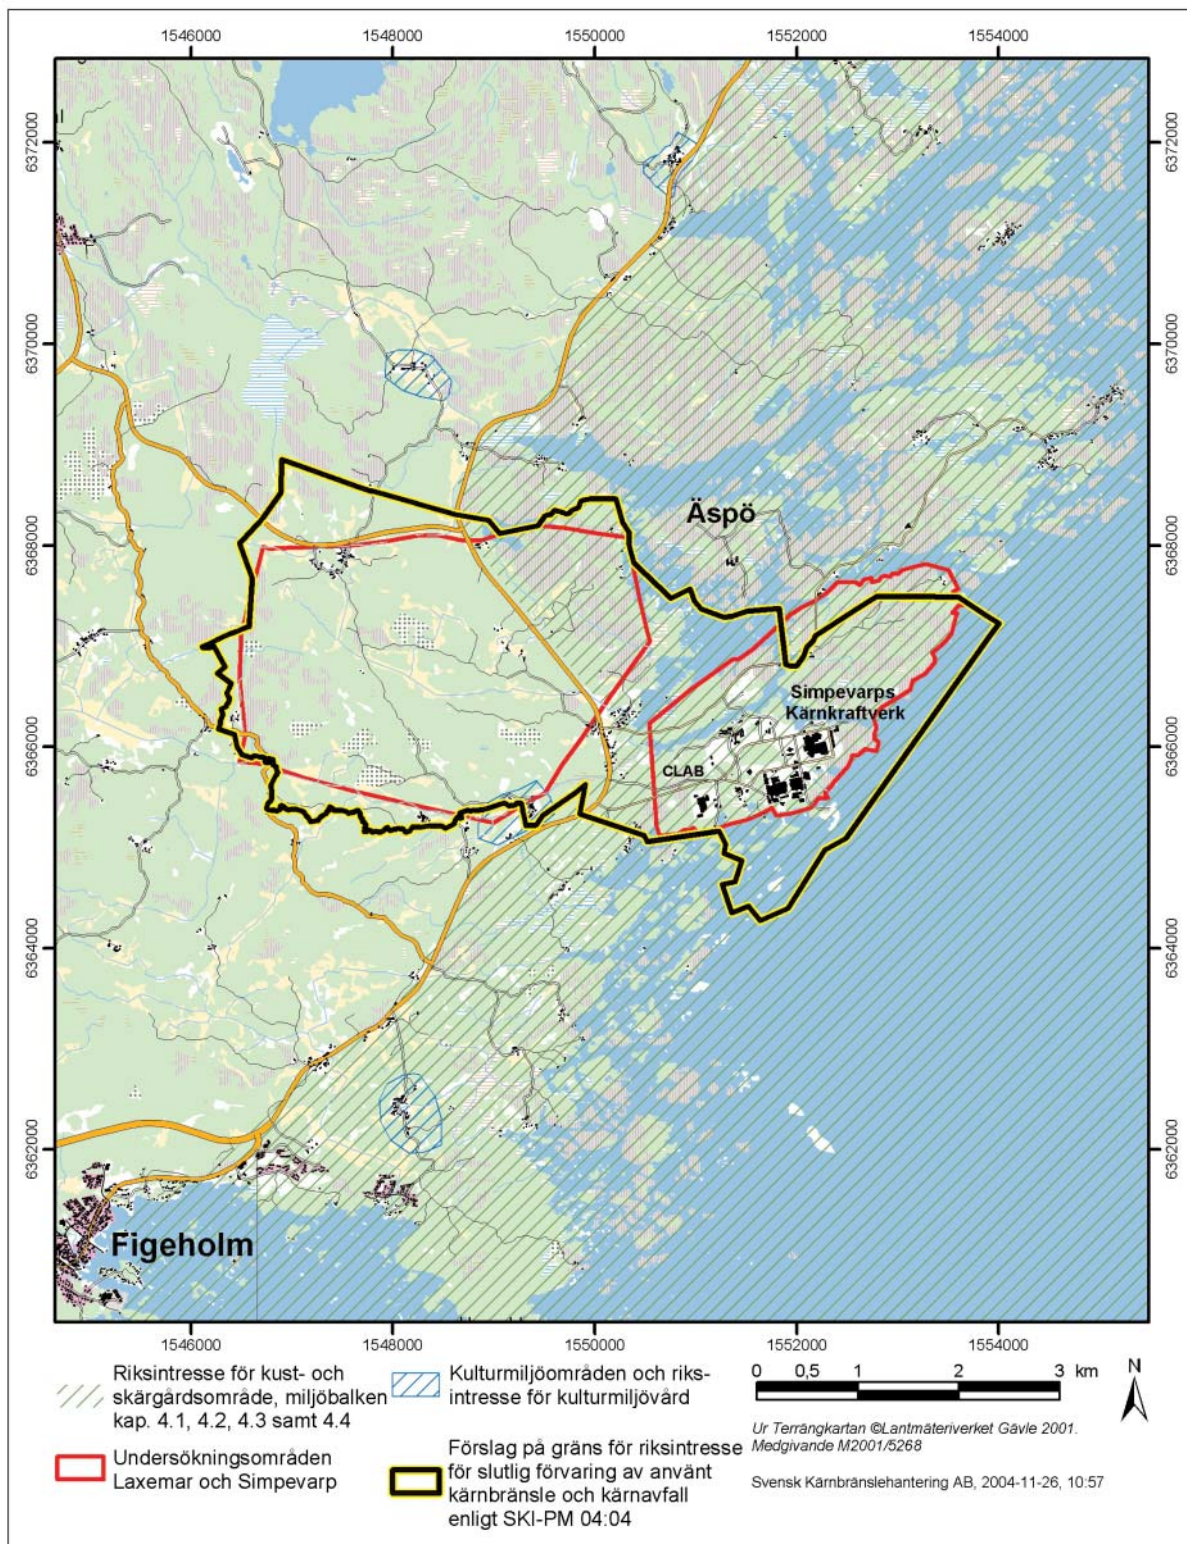 1546000 1548000 1550000 1552000 1554000
6372000 6372000
6370000 6370000
Äspö
6368000 6368000
Simpevarps
Kärnkraftverk
6366000 6366000
CLAB
6364000 6364000
6362000 6362000
Figeholm
1546000 1548000 1550000 1552000 1554000
Riksintresse för kust- och
skärgårdsområde, miljöbalken
kap. 4.1, 4.2, 4.3 samt 4.4
Undersökningsområden
Laxemar och Simpevarp
Kulturmiljöområden och riks-
intresse för kulturmiljövård
Förslag på gräns för riksintresse
för slutlig förvaring av använt
kärnbränsle och kärnavfall
enligt SKI-PM 04:04
0 0,5 1 2 3 km
N
Ur Terrängkartan ©Lantmäteriverket Gävle 2001.
Medgivande M2001/5268
Svensk Kärnbränslehantering AB, 2004-11-26, 10:57